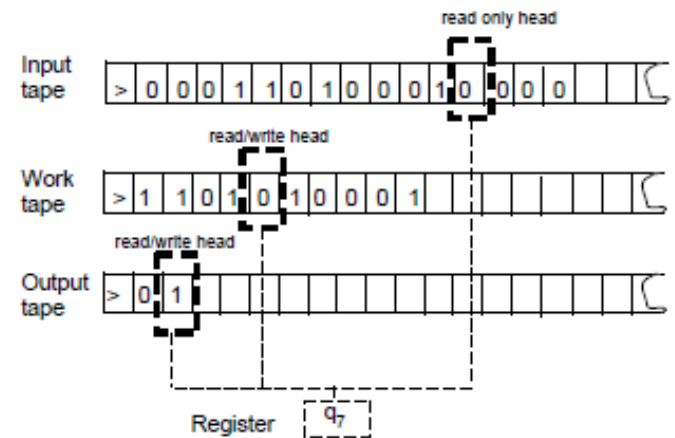 read only head
Input tape
> 0 0 0 1 1 0 1 0 0 0 1 0 0 0 0
read/write head
Work tape
> 1 1 0 1 0 1 0 0 0 1
read/write head
Output tape
> 0 1
Register q7